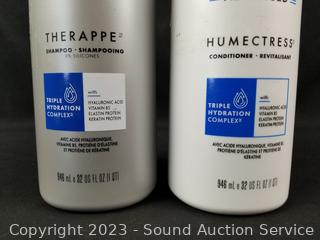 THERAPPE
SHAMPOO • SHAMPOOING
0% SILICONES
TRIPLE
HYDRATION
COMPLEX
with
HYALURONIC ACID
VITAMIN B5
ELASTIN PROTEIN
KERATIN PROTEIN
AVEC ACIDE HYALURONIQUE,
VITAMINE B5, PROTÉINE D'ÉLASTINE
ET PROTÉINE DE KÉRATINE
946 mL e 32 US FL OZ (1 QT)
HUMECTRESS
CONDITIONER • REVITALISANT
TRIPLE
HYDRATION
COMPLEX
with
HYALURONIC ACID
VITAMIN B5
ELASTIN PROTEIN
KERATIN PROTEIN
AVEC ACIDE HYALURONIQUE,
VITAMINE B5, PROTÉINE D'ÉLASTINE
ET PROTÉINE DE KÉRATINE
946 mL e 32 US FL OZ (1 QT)
Copyright 2023 - Sound Auction Service